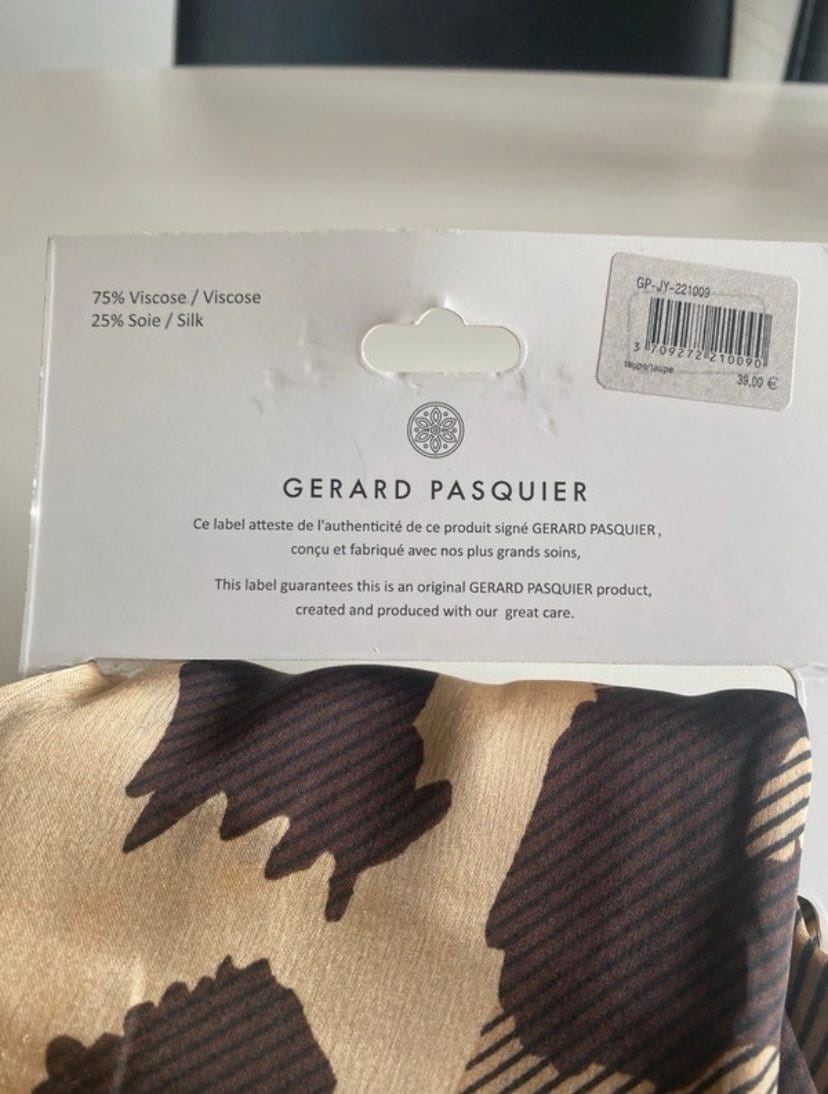 75% Viscose / Viscose
25% Soie / Silk
GP-JY-221009
3 709272 210090
taupe/taupe
39,00 €
GERARD PASQUIER
Ce label atteste de l'authenticité de ce produit signé GERARD PASQUIER,
conçu et fabriqué avec nos plus grands soins,
This label guarantees this is an original GERARD PASQUIER product,
created and produced with our great care.